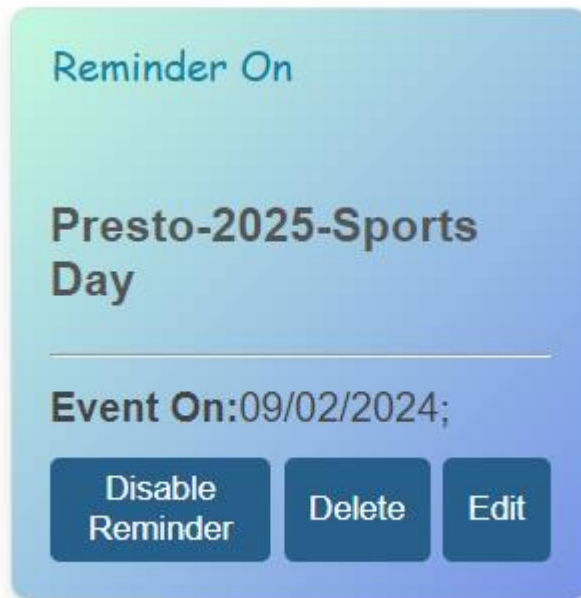 Reminder On
Presto-2025-Sports
Day
Event On:09/02/2024;
Disable
Reminder
Delete
Edit